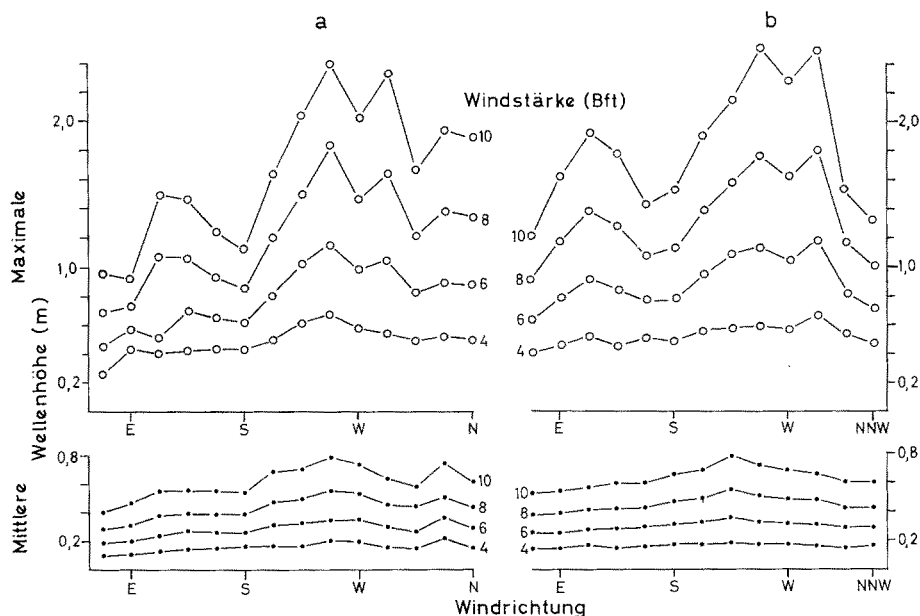 a
b
Windstärke (Bft)
Maximale
Mittlere
Wellenhöhe (m)
2,0
1,0
0,2
10
8
6
4
E
S
W
N
10
8
6
4
2,0
1,0
0,2
E
S
W
NNW
0,8
0,2
10
8
6
4
E
S
W
N
10
8
6
4
0,8
0,2
E
S
W
NNW
Windrichtung